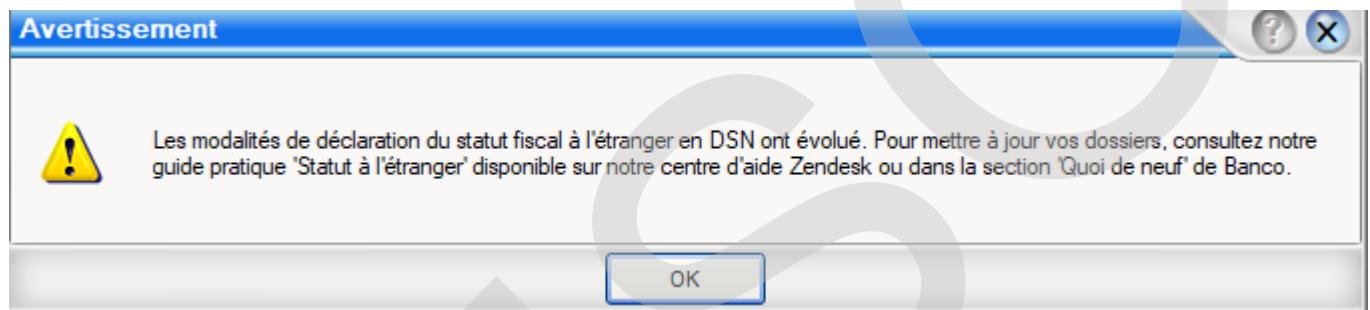 Avertissement
Les modalités de déclaration du statut fiscal à l'étranger en DSN ont évolué. Pour mettre à jour vos dossiers, consultez notre
guide pratique 'Statut à l'étranger' disponible sur notre centre d'aide Zendesk ou dans la section 'Quoi de neuf' de Banco.
OK